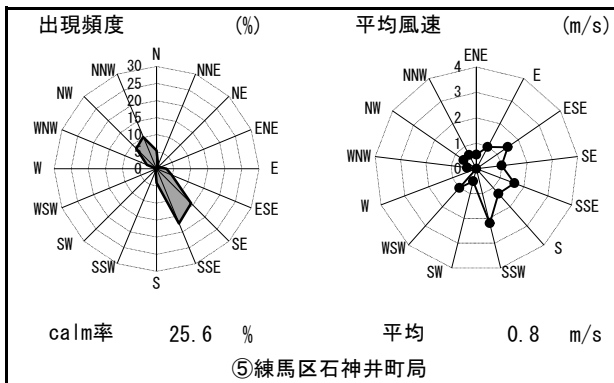 出現頻度 (%)
N
NNE
NE
ENE
E
ESE
SE
SSE
S
SSW
SW
WSW
W
WNW
NW
NNW
30
25
20
15
10
5
0
calm率 25.6 %
平均風速 (m/s)
ENE
E
ESE
SE
SSE
S
SSW
SW
WSW
W
WNW
NW
NNW
4
3
2
1
0
平均 0.8 m/s
⑤練馬区石神井町局